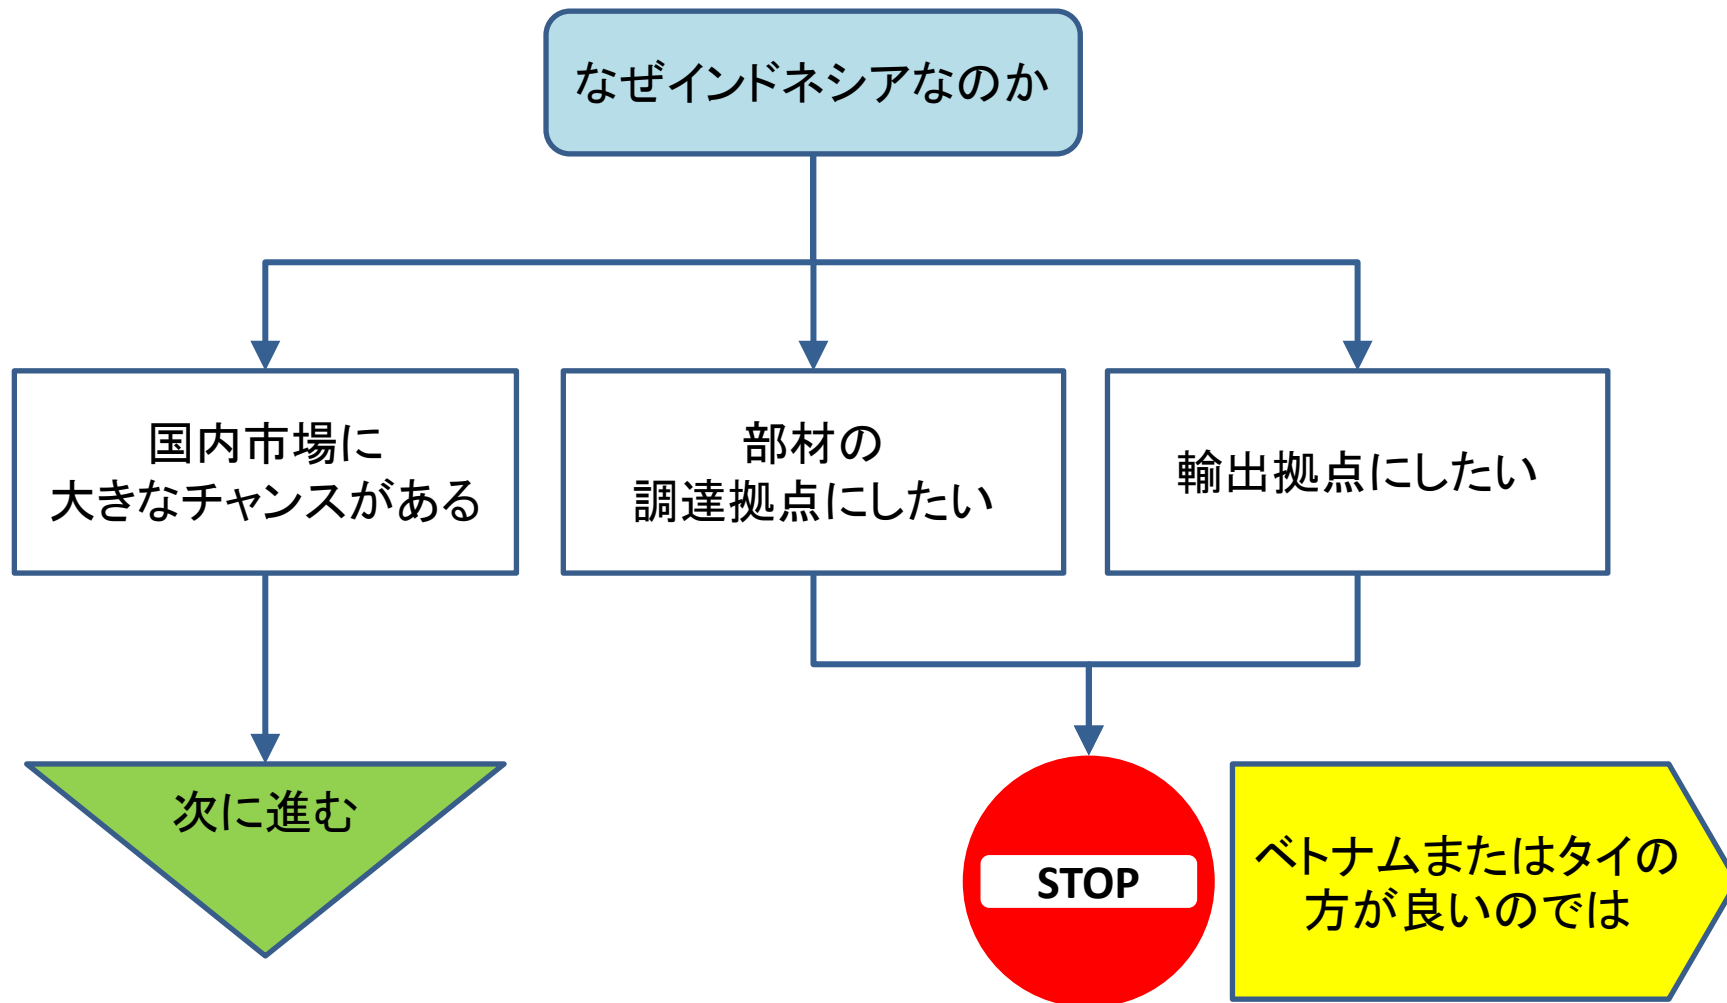 なぜインドネシアなのか
国内市場に
大きなチャンスがある
部材の
調達拠点にしたい
輸出拠点にしたい
次に進む
STOP
ベトナムまたはタイの
方が良いのでは